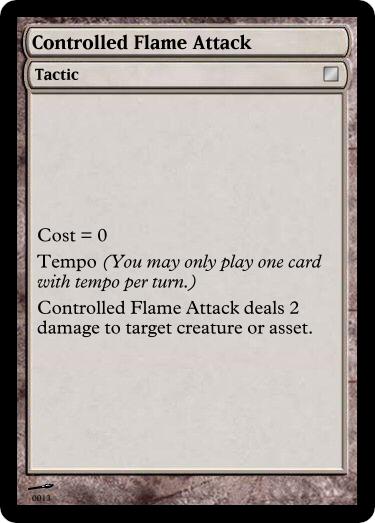 Controlled Flame Attack
Tactic
Cost = 0
Tempo (You may only play one card
with tempo per turn.)
Controlled Flame Attack deals 2
damage to target creature or asset.
0013